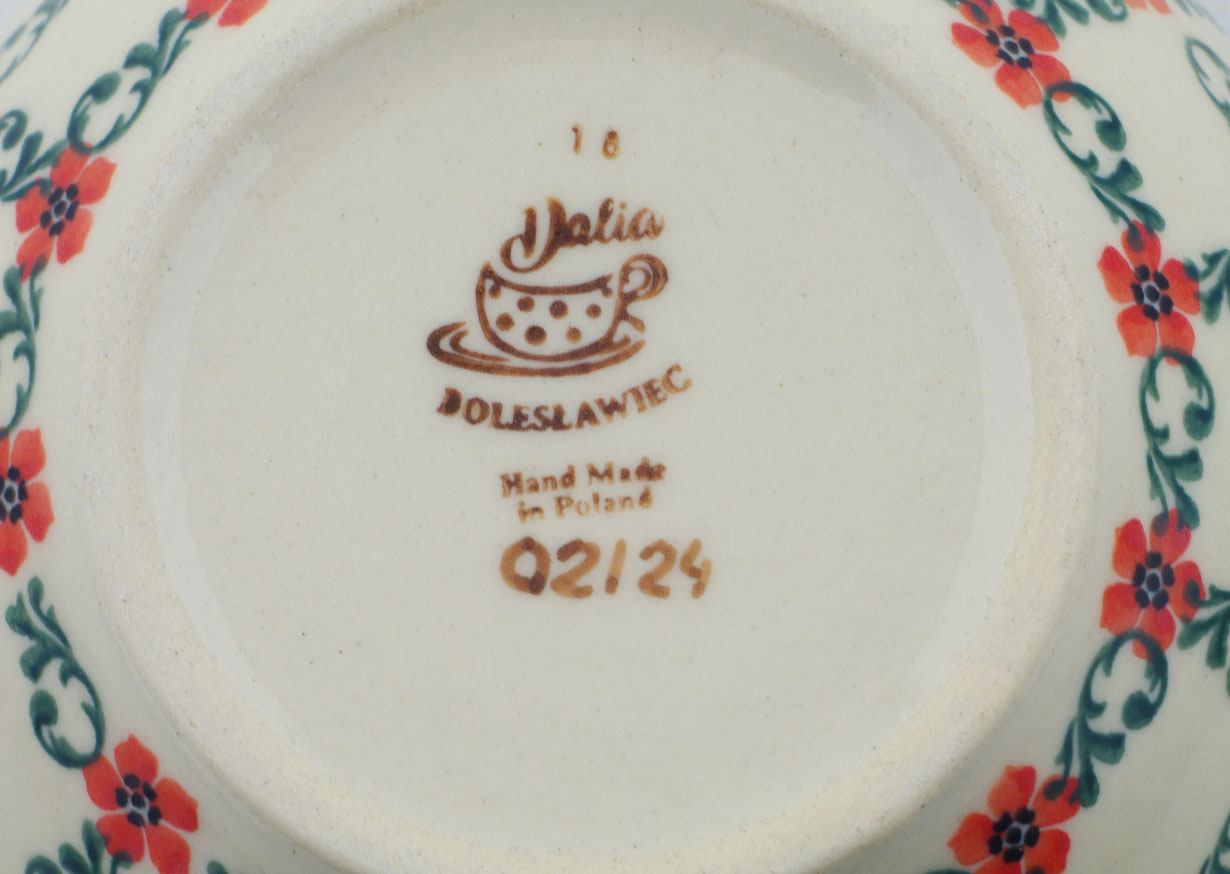 18
Dalia
BOLESŁAWIEC
Hand Made
in Poland
02/24